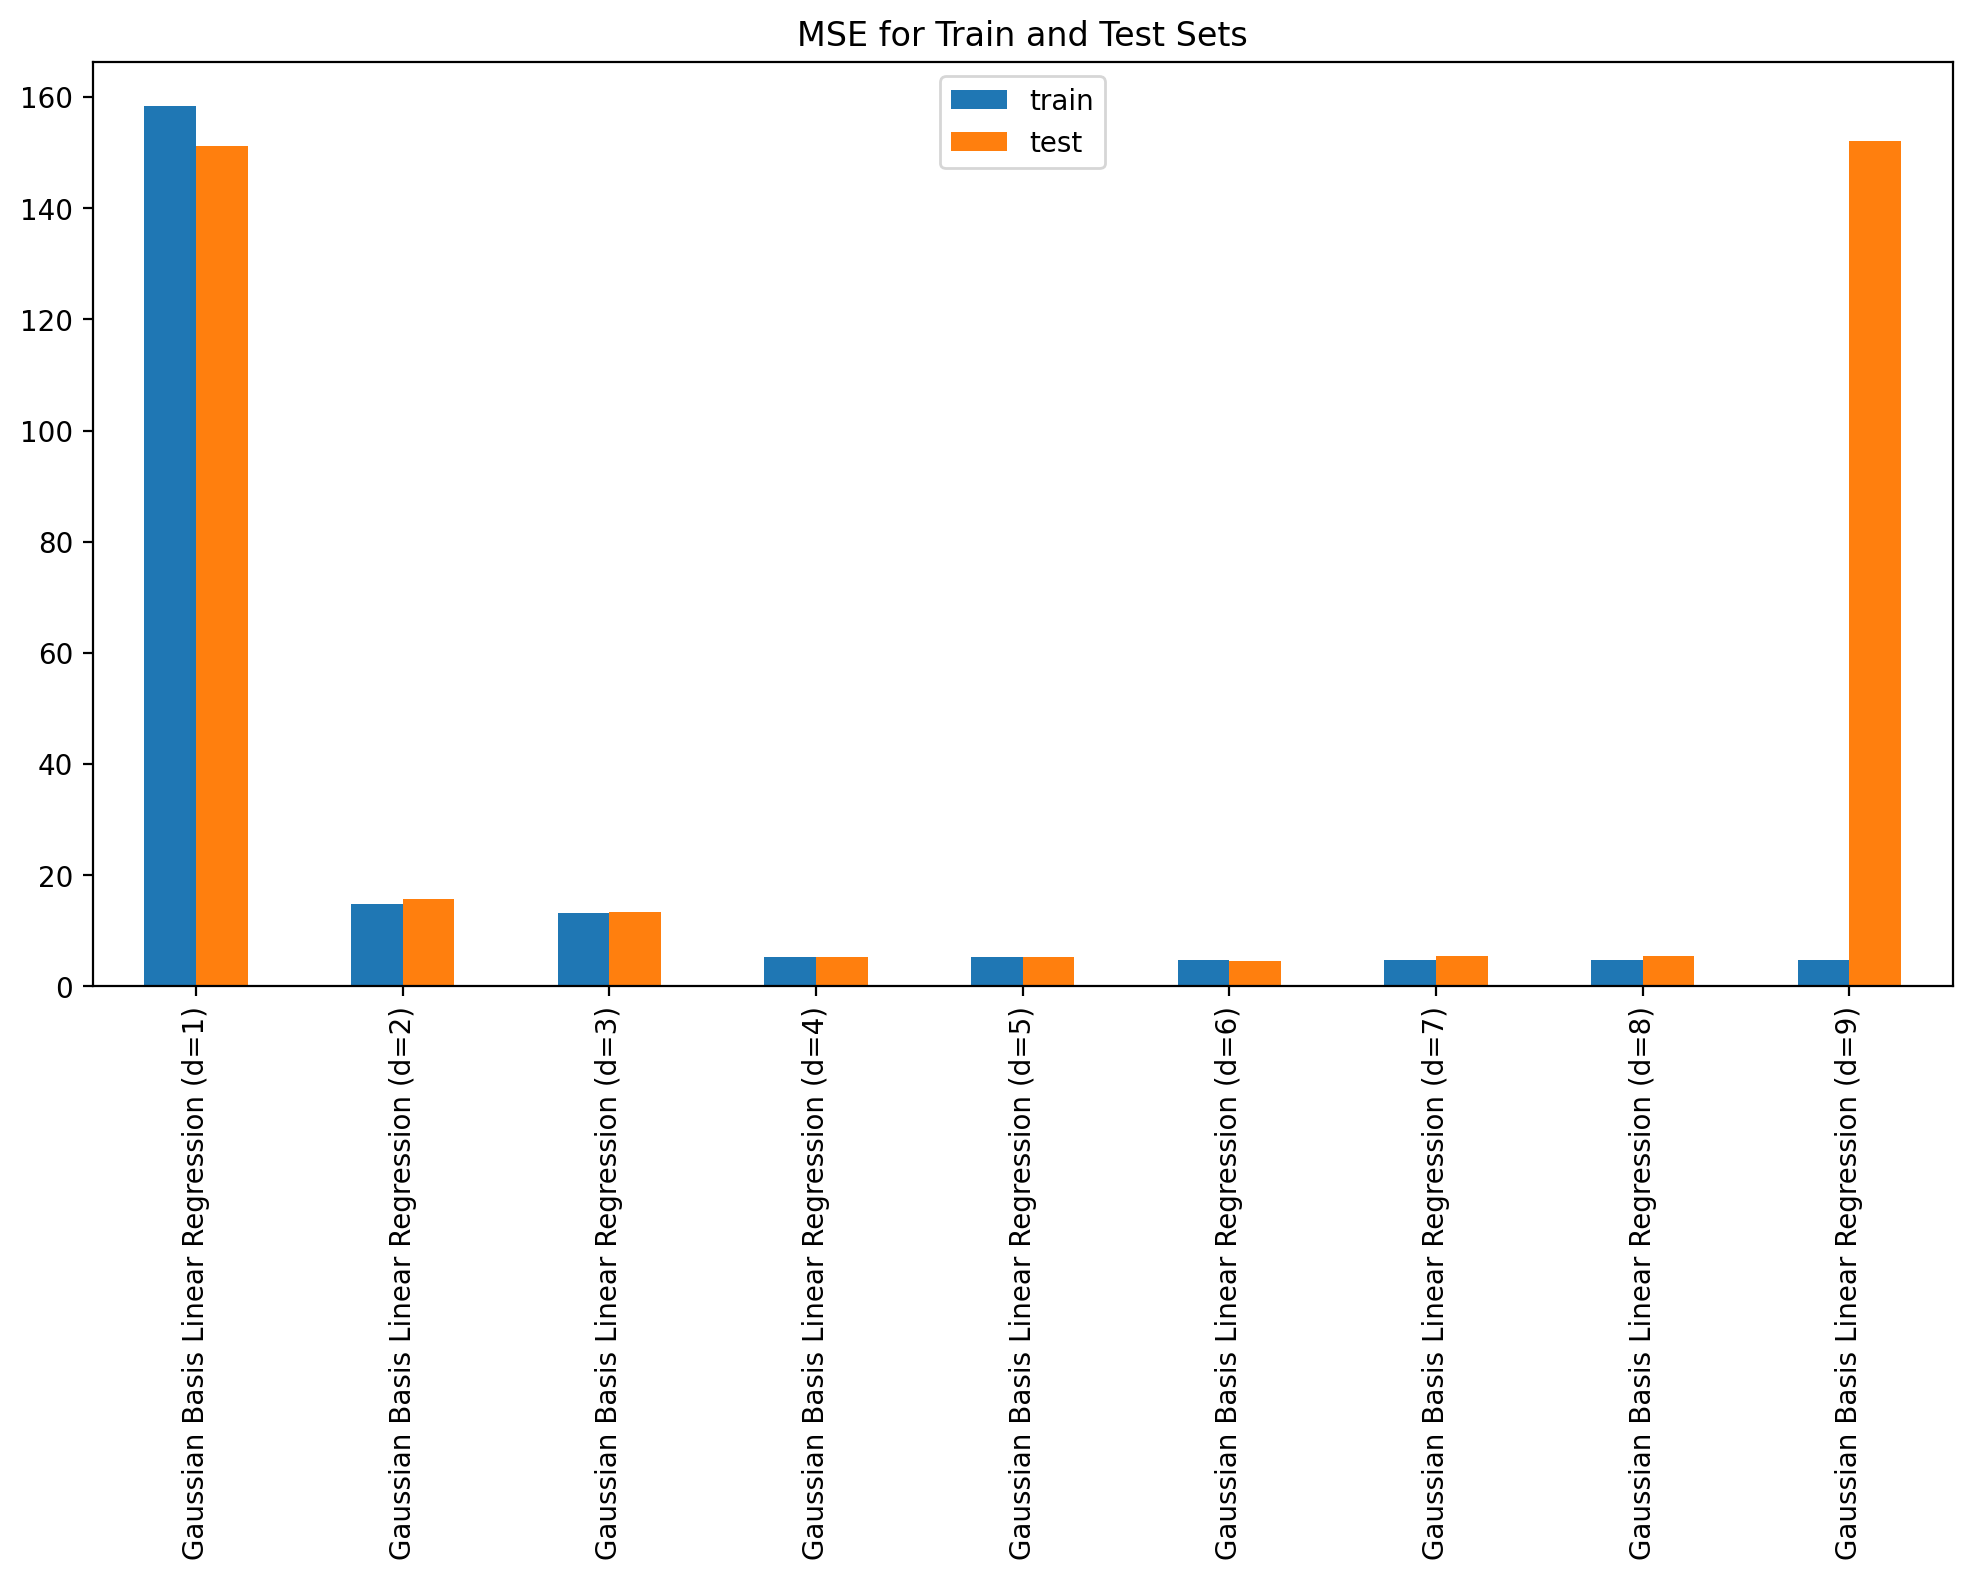 MSE for Train and Test Sets
train
test
160
140
120
100
80
60
40
20
0
Gaussian Basis Linear Regression (d=1)
Gaussian Basis Linear Regression (d=2)
Gaussian Basis Linear Regression (d=3)
Gaussian Basis Linear Regression (d=4)
Gaussian Basis Linear Regression (d=5)
Gaussian Basis Linear Regression (d=6)
Gaussian Basis Linear Regression (d=7)
Gaussian Basis Linear Regression (d=8)
Gaussian Basis Linear Regression (d=9)